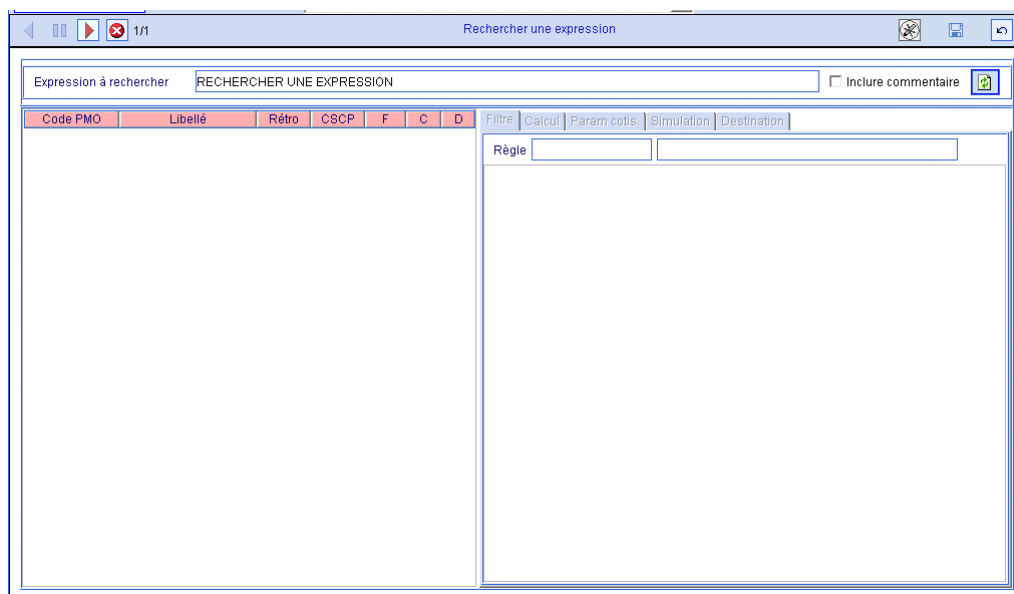 1/1 Rechercher une expression
Expression à rechercher RECHERCHER UNE EXPRESSION Inclure commentaire
Code PMO Libellé Rétro CSCP F C D Filtre Calcul Param cotis. Simulation Destination
Règle